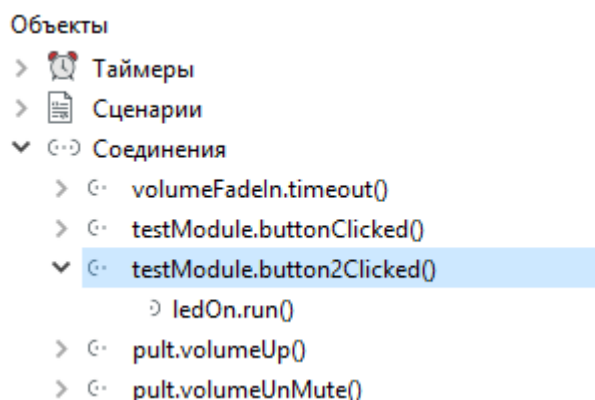 Объекты
Таймеры
Сценарии
Соединения
volumeFadeIn.timeout()
testModule.buttonClicked()
testModule.button2Clicked()
ledOn.run()
pult.volumeUp()
pult.volumeUnMute()